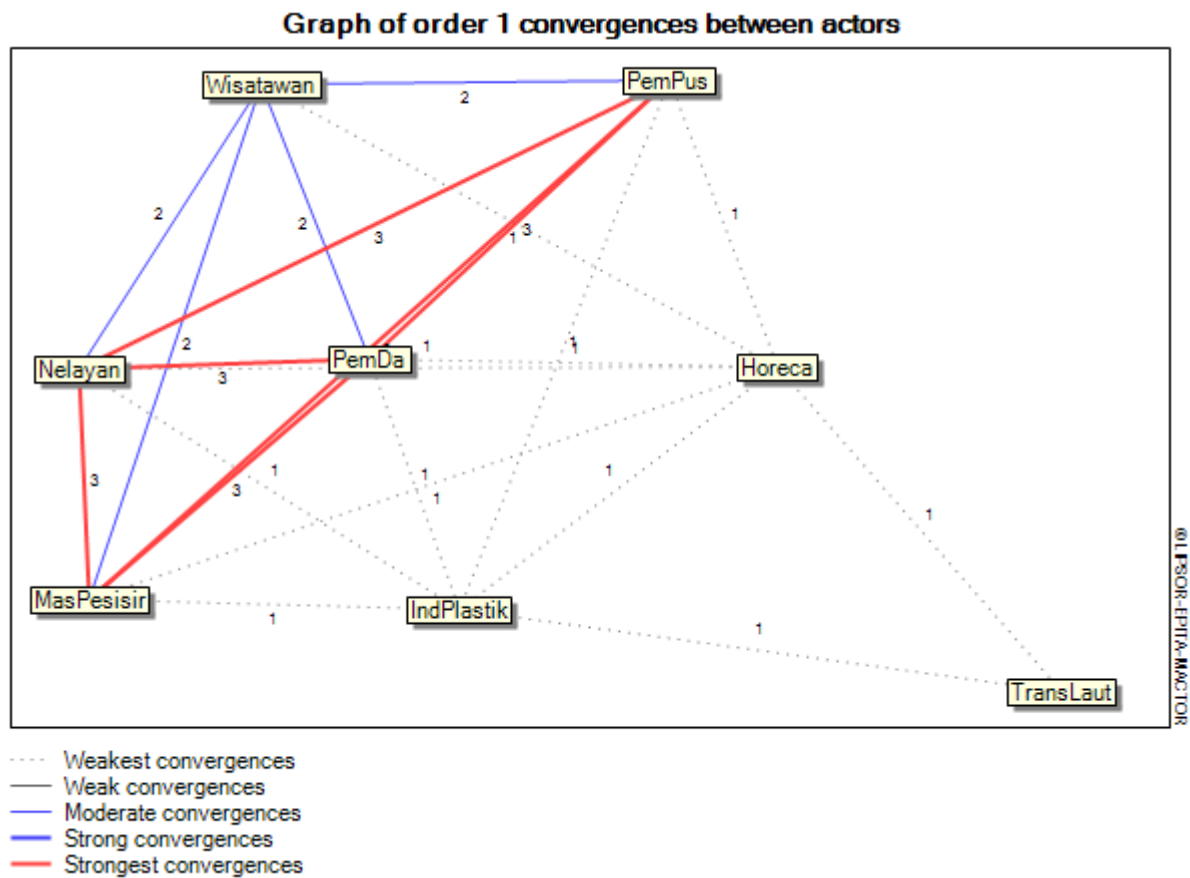 Graph of order 1 convergences between actors
Wisatawan
PemPus
2
2
2
1
3
1
3
2
1
1
1
Nelayan
PemDa
Horeca
3
3
1
1
1
3
1
1
MasPesisir
IndPlastik
1
1
TransLaut
© LIPSOR-EPITA-MACTOR
Weakest convergences
Weak convergences
Moderate convergences
Strong convergences
Strongest convergences